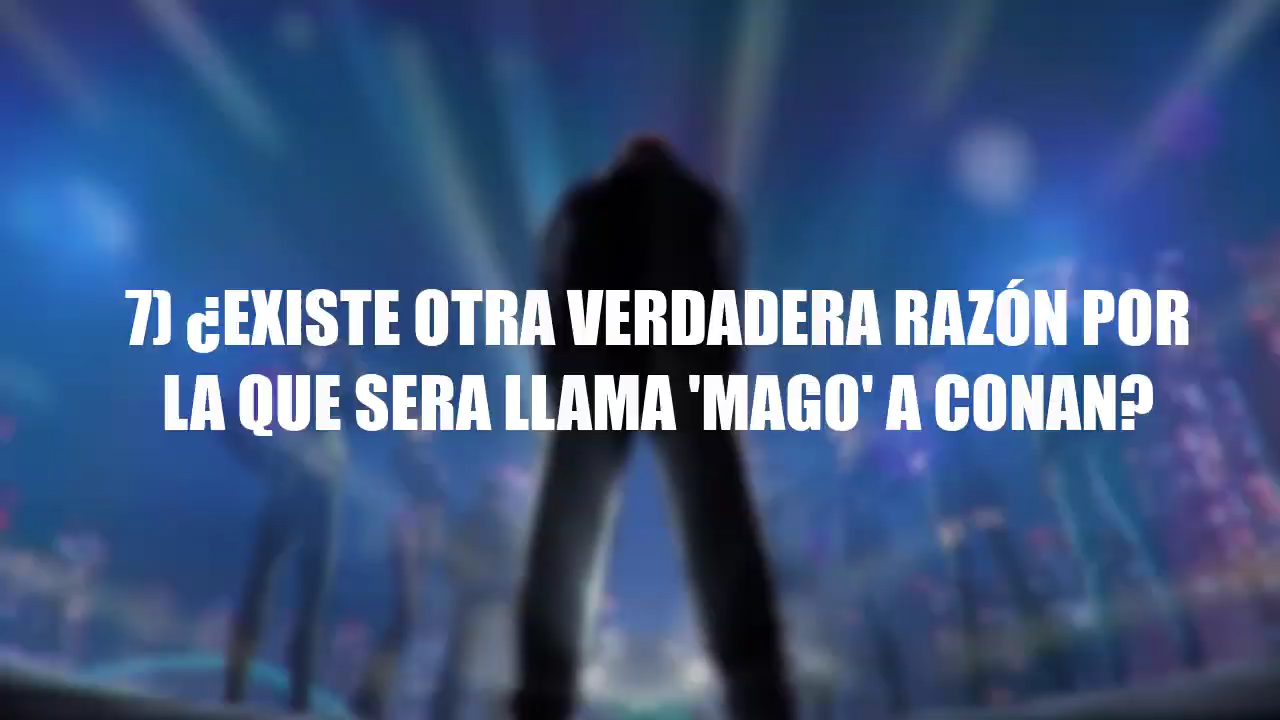 7) ¿EXISTE OTRA VERDADERA RAZÓN POR
LA QUE SERA LLAMA 'MAGO' A CONAN?